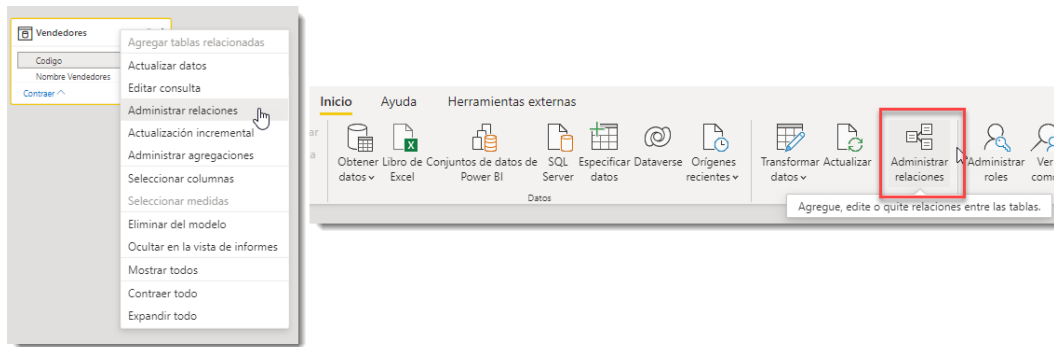 Vendedores
Codigo
Nombre Vendedores
Contraer
Agregar tablas relacionadas
Actualizar datos
Editar consulta
Administrar relaciones
Actualización incremental
Administrar agregaciones
Seleccionar columnas
Seleccionar medidas
Eliminar del modelo
Ocultar en la vista de informes
Mostrar todos
Contraer todo
Expandir todo
Inicio Ayuda Herramientas externas
Obtener Libro de Conjuntos de datos de SQL Especificar Dataverse Orígenes Transformar Actualizar Administrar Administrar Ver
datos Excel Power BI Server datos recientes datos relaciones roles
Datos
Agregue, edite o quite relaciones entre las tablas.